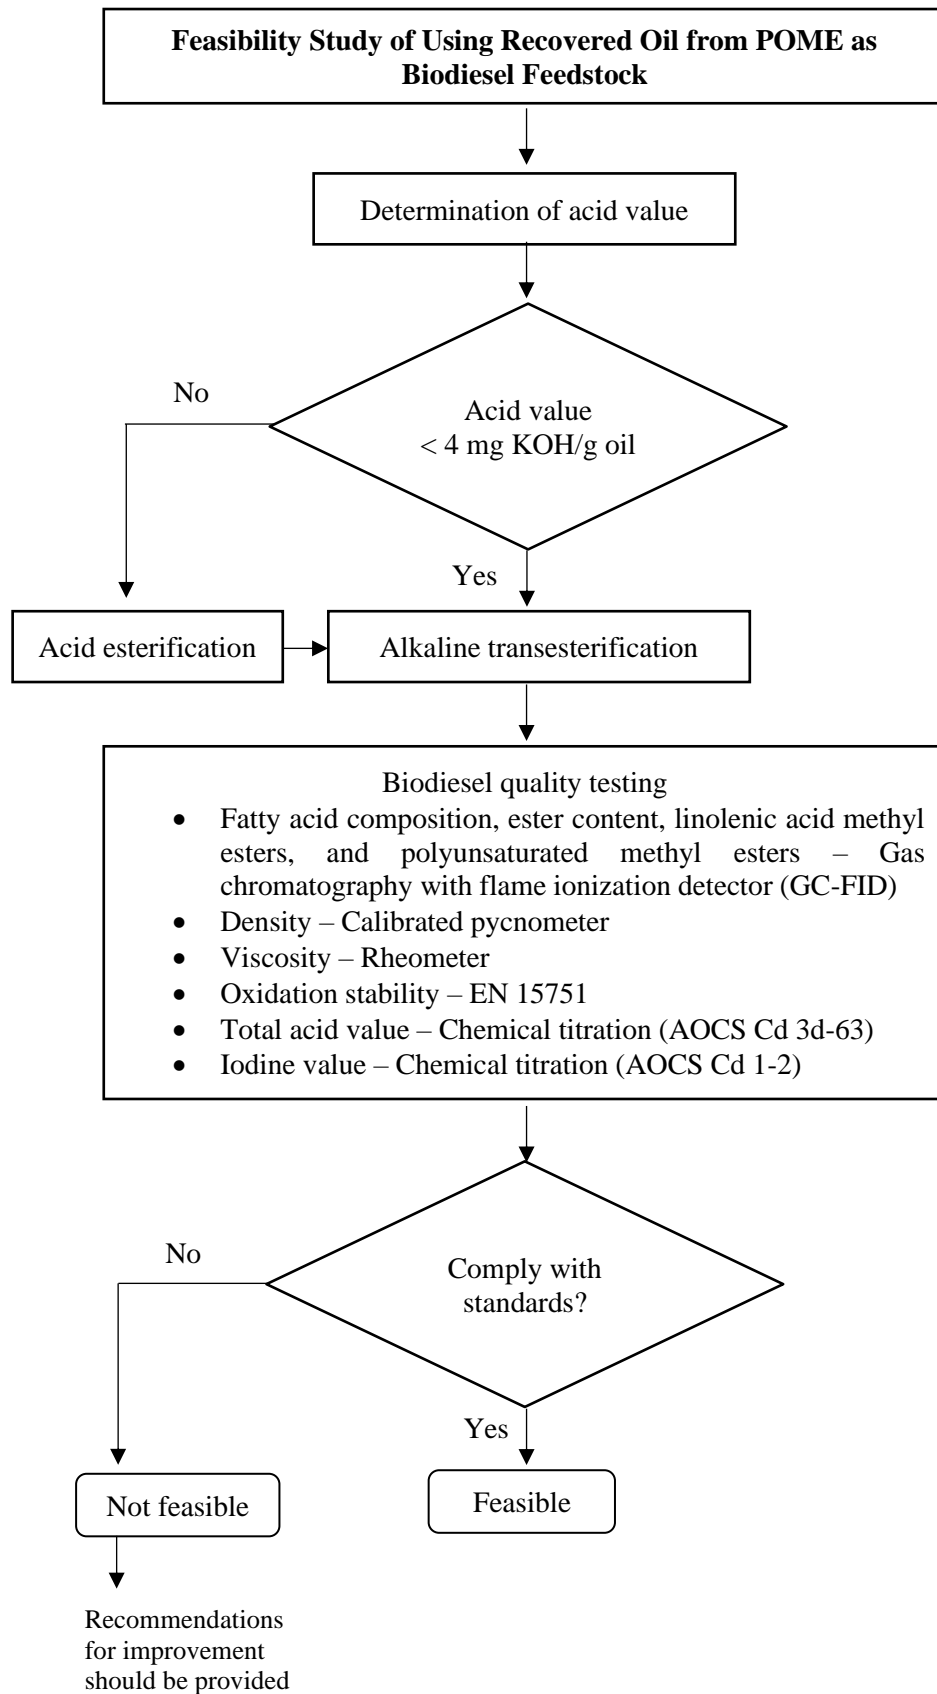 Feasibility Study of Using Recovered Oil from POME as
Biodiesel Feedstock
Determination of acid value
No
Acid value
< 4 mg KOH/g oil
Yes
Acid esterification
Alkaline transesterification
Biodiesel quality testing
• Fatty acid composition, ester content, linolenic acid methyl
esters, and polyunsaturated methyl esters – Gas
chromatography with flame ionization detector (GC-FID)
• Density – Calibrated pycnometer
• Viscosity – Rheometer
• Oxidation stability – EN 15751
• Total acid value – Chemical titration (AOCS Cd 3d-63)
• Iodine value – Chemical titration (AOCS Cd 1-2)
No
Comply with
standards?
Yes
Not feasible
Feasible
Recommendations
for improvement
should be provided